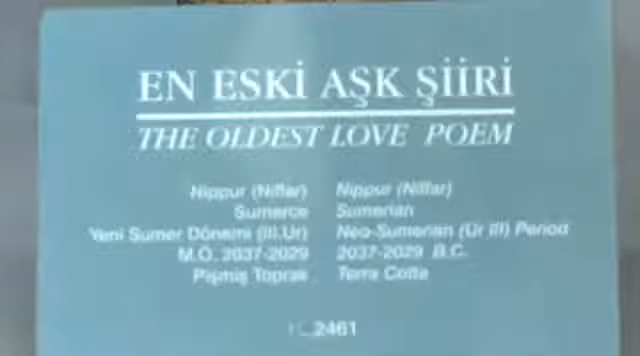 EN ESKİ AŞK ŞİİRİ
THE OLDEST LOVE POEM
Nippur (Niffar) Nippur (Niffar)
Sumerce Sumerian
Yeni Sumer Dönemi (III.Ur) Neo-Sumerian (Ur III) Period
M.Ö. 2037-2029 2037-2029 B.C.
Pişmiş Toprak Terra Cotta
2461